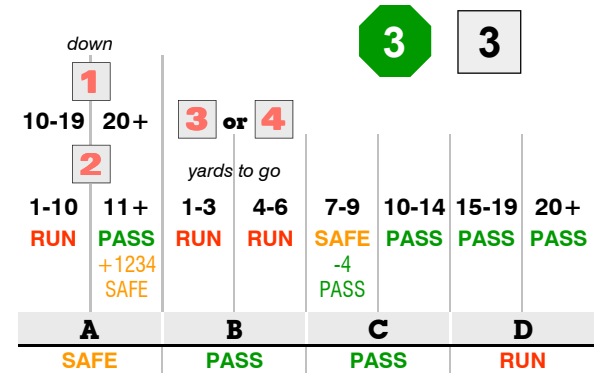 3 3
down
1
10-19 20+ 3 or 4
2 yards to go
1-10 11+ 1-3 4-6 7-9 10-14 15-19 20+
RUN PASS RUN RUN SAFE PASS PASS PASS
+1234 -4
SAFE PASS
A B C D
SAFE PASS PASS RUN